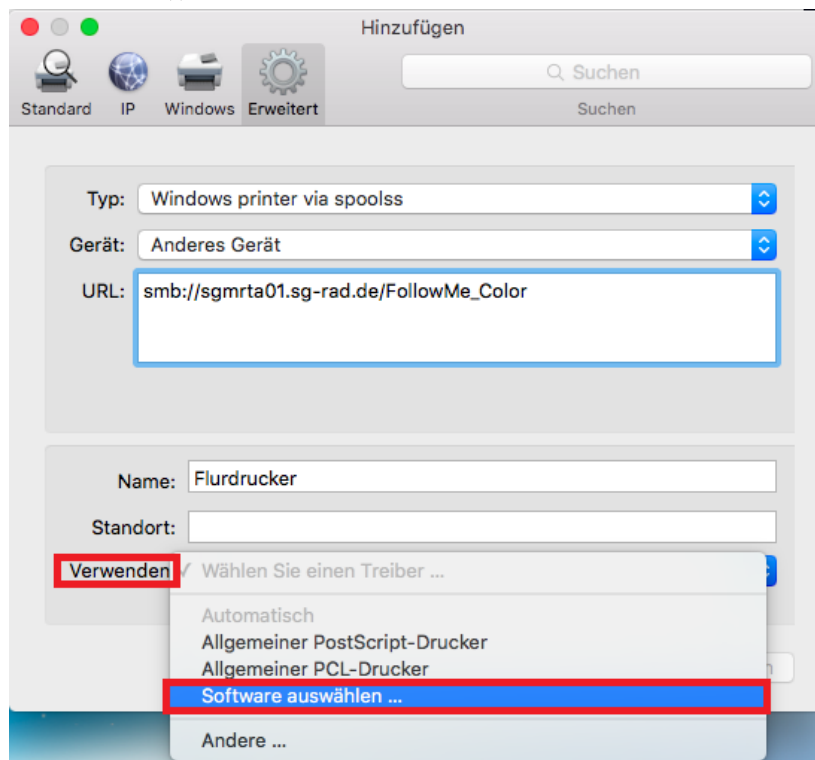 Hinzufügen
Suchen
Standard IP Windows Erweitert Suchen
Typ: Windows printer via spoolss
Gerät: Anderes Gerät
URL: smb://sgmrta01.sg-rad.de/FollowMe_Color
Name: Flurdrucker
Standort:
Verwenden ✓ Wählen Sie einen Treiber ...
Automatisch
Allgemeiner PostScript-Drucker
Allgemeiner PCL-Drucker
Software auswählen ...
Andere ...